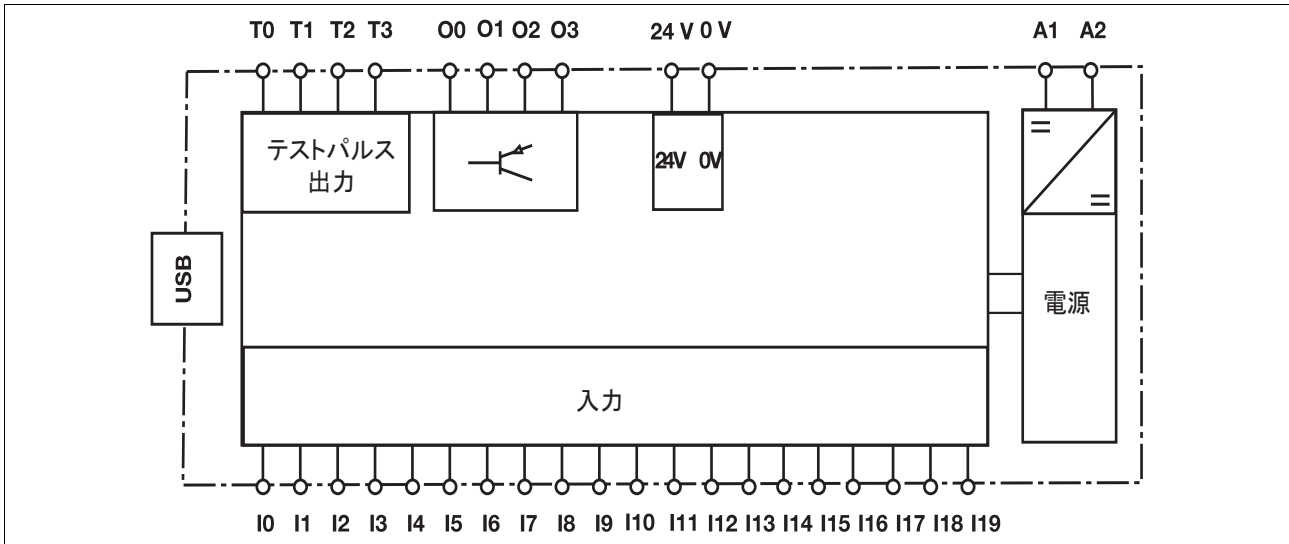 T0 T1 T2 T3 O0 O1 O2 O3 24 V 0 V A1 A2
テストパルス
出力
24V 0V
USB
電源
入力
I0 I1 I2 I3 I4 I5 I6 I7 I8 I9 I10 I11 I12 I13 I14 I15 I16 I17 I18 I19